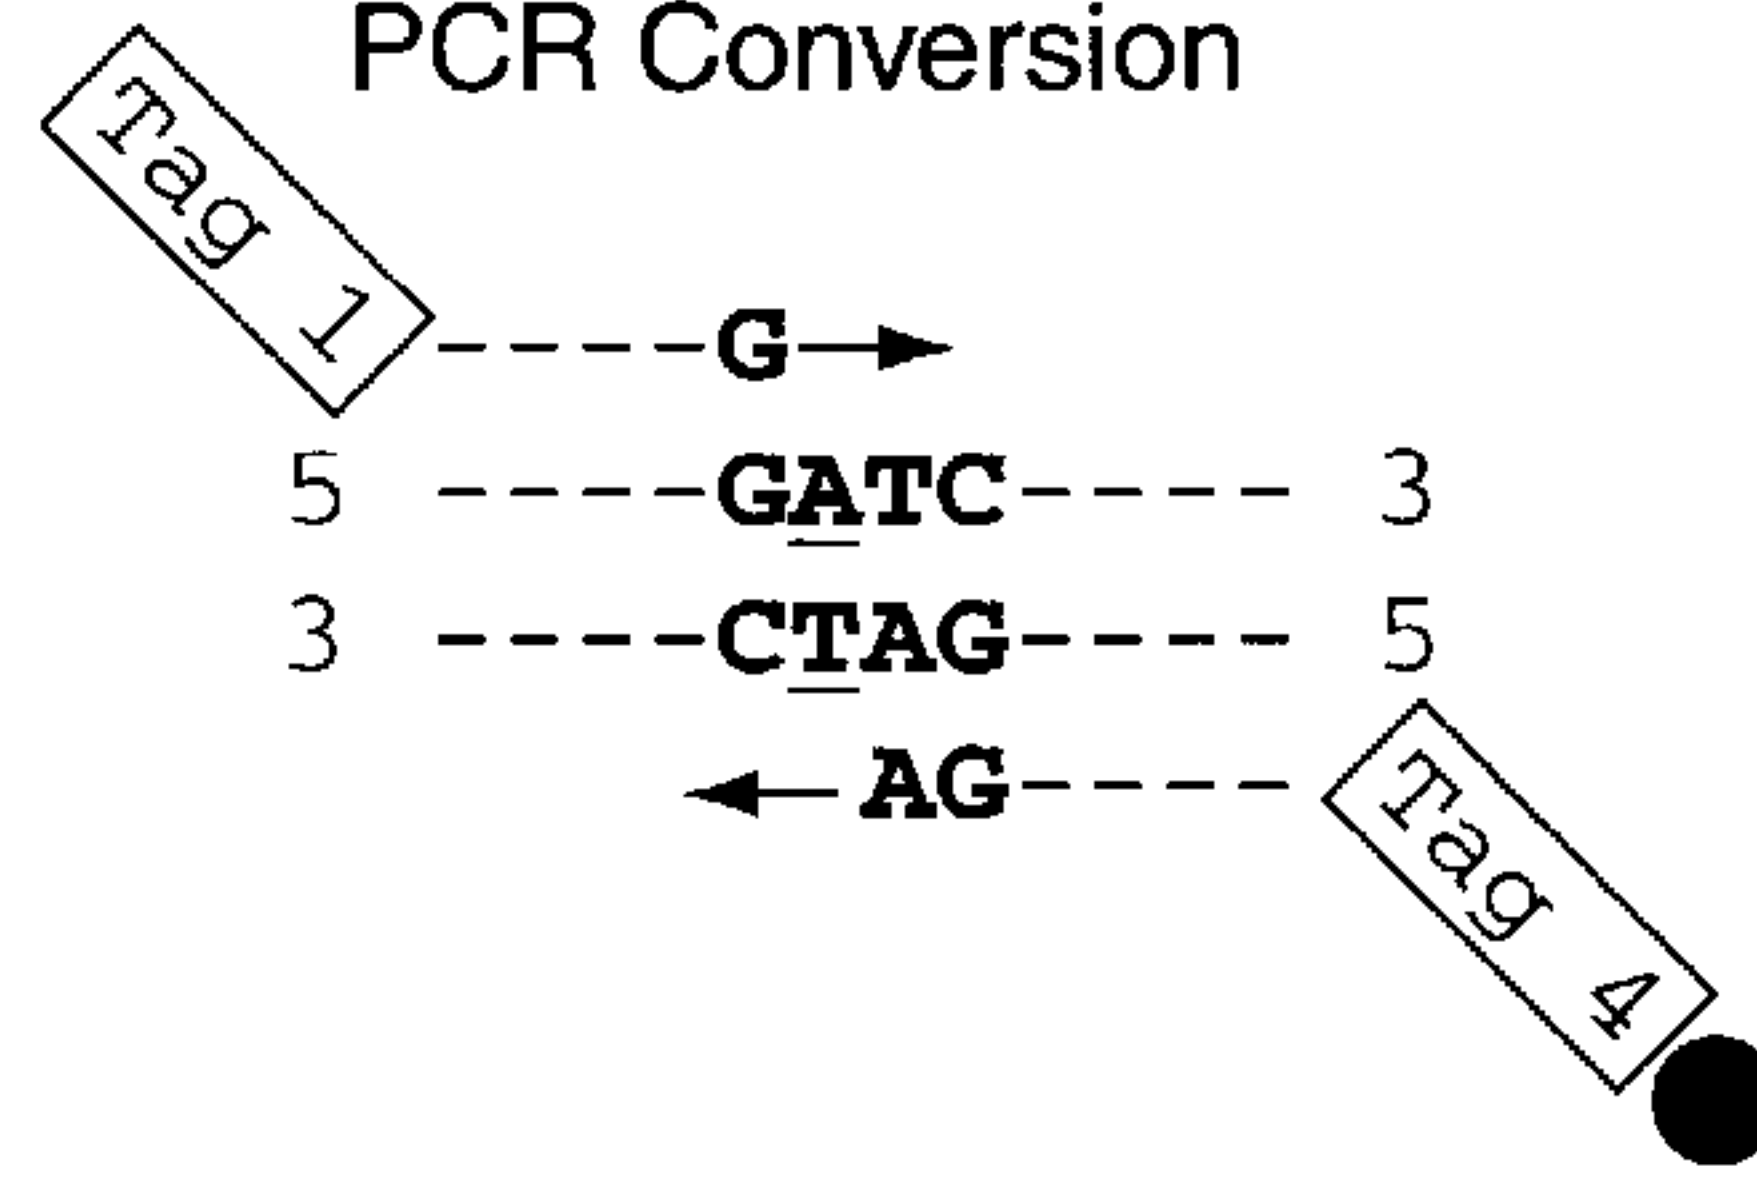 PCR Conversion
Tag 1
----G
5 ----GATC---- 3
3 ----CTAG---- 5
AG----
Tag 4